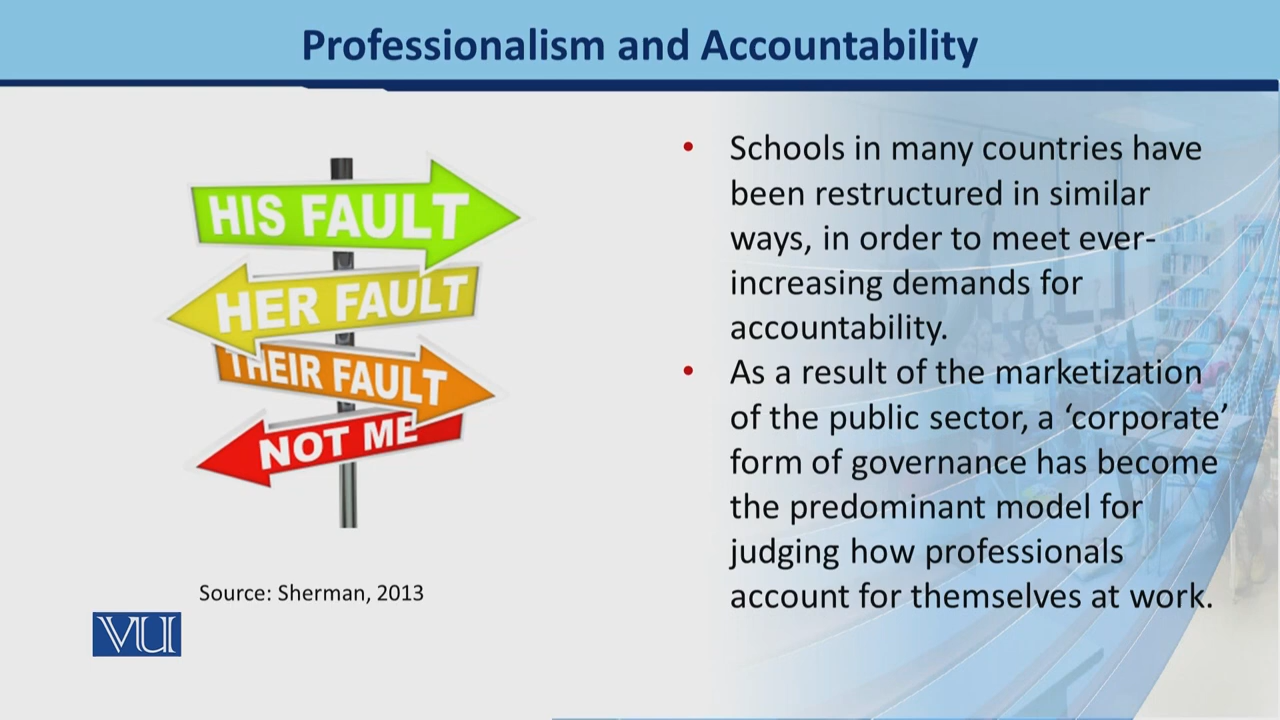 Professionalism and Accountability
HIS FAULT
HER FAULT
THEIR FAULT
NOT ME
Source: Sherman, 2013
VU
• Schools in many countries have
been restructured in similar
ways, in order to meet ever-
increasing demands for
accountability.
• As a result of the marketization
of the public sector, a ‘corporate’
form of governance has become
the predominant model for
judging how professionals
account for themselves at work.